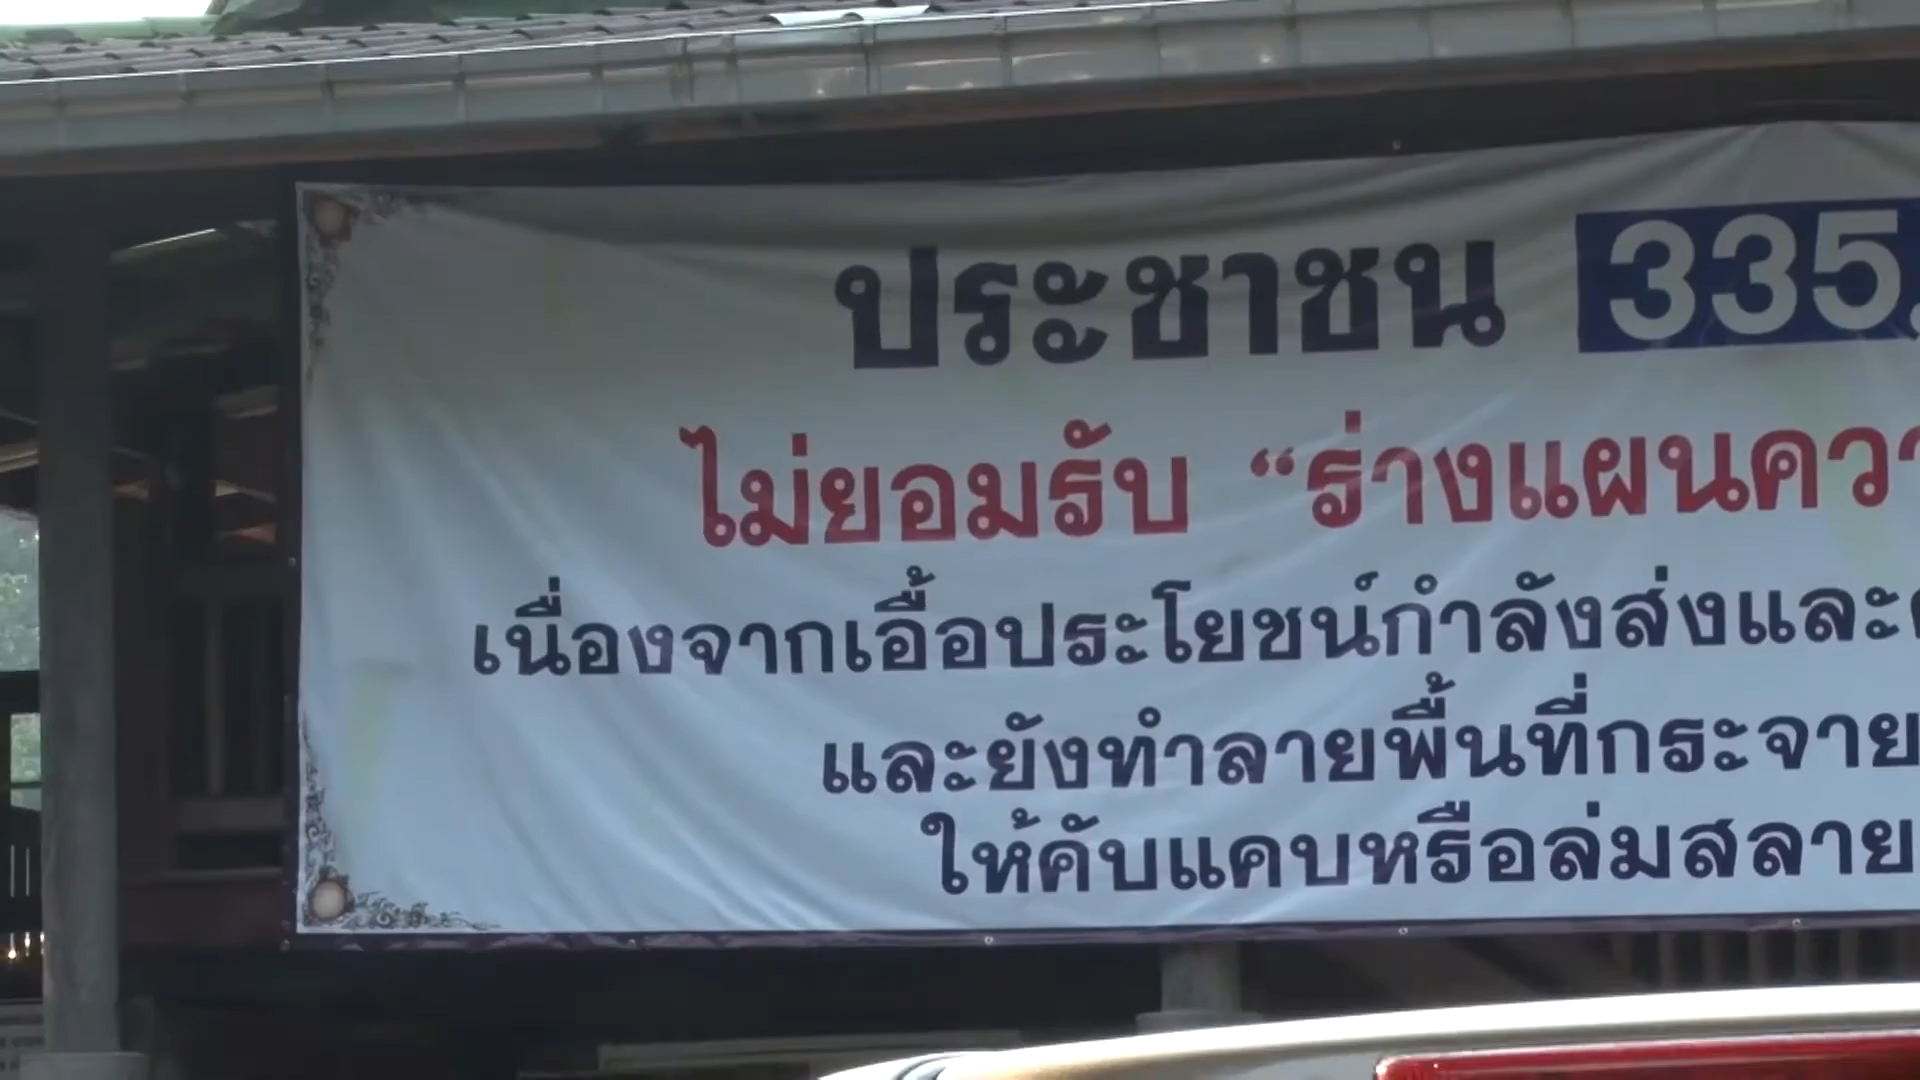 ประชาชน 335.
ไม่ยอมรับ “ร่างแผนควา
เนื่องจากเอื้อประโยชน์กำลังส่งและ
และยังทำลายพื้นที่กระจาย
ให้คับแคบหรือล่มสลาย